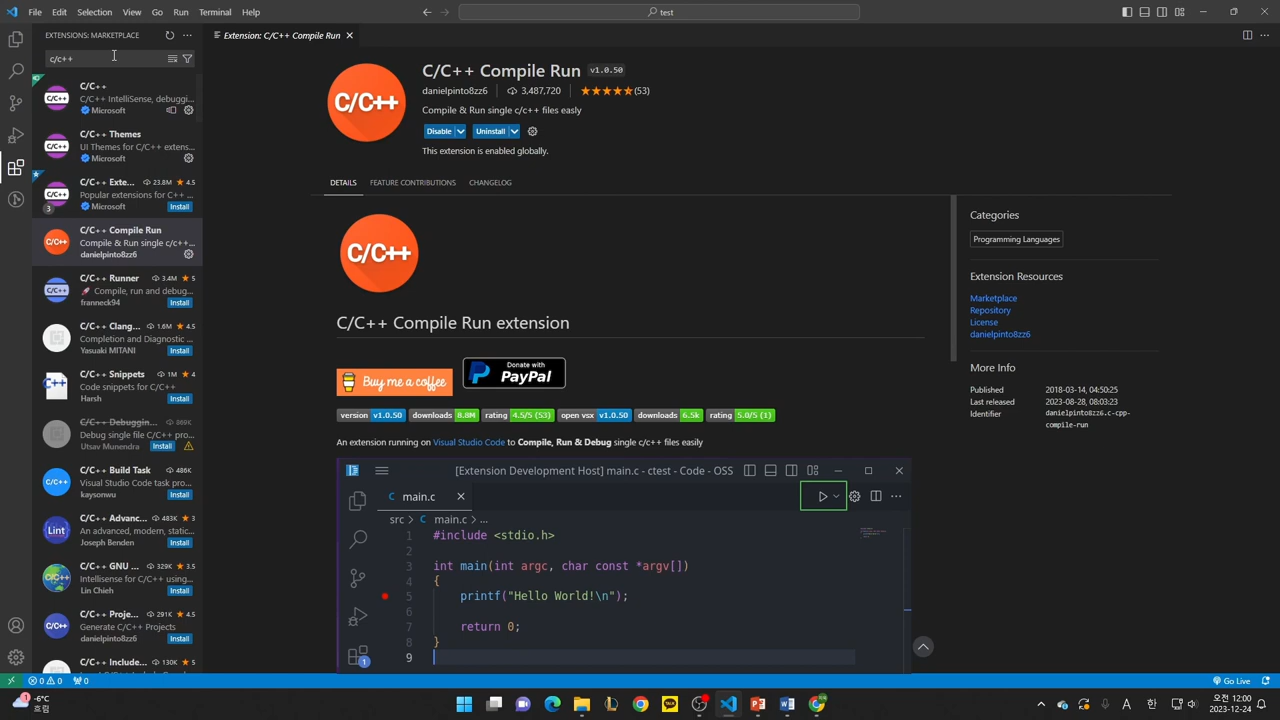 File Edit Selection View Go Run Terminal Help
test
EXTENSIONS: MARKETPLACE
c/c++
C/C++
C/C++ IntelliSense, debuggi...
Microsoft
C/C++ Themes
UI Themes for C/C++ extens...
Microsoft
C/C++ Exte... 23.8M 4.5
Popular extensions for C++ ...
Microsoft Install
3
C/C++ Compile Run
Compile & Run single c/c++...
danielpinto8zz6
C/C++ Runner 3.4M 5
Compile, run and debug...
franneck94 Install
C/C++ Clang... 1.6M 4.5
Completion and Diagnostic ...
Yasuaki MITANI Install
C/C++ Snippets 1M 4
Code snippets for C/C++
Harsh Install
C/C++ Debuggin... 869K
Debug single file C/C++ pro...
Utsav Munendra Install
C/C++ Build Task 486K
Visual Studio Code task pro...
kaysonwu Install
C/C++ Advanc... 483K 3
An advanced, modern, static...
Joseph Benden Install
Lint
C/C++ GNU ... 329K 3.5
Intellisense for C/C++ using...
Lin Chieh Install
C/C++ Proje... 291K 4.5
Generate C/C++ Projects
danielpinto8zz6 Install
C/C++ Include... 130K 5
Extension: C/C++ Compile Run
C/C++
C/C++ Compile Run v1.0.50
danielpinto8zz6 3,487,720 (53)
Compile & Run single c/c++ files easily
Disable Uninstall
This extension is enabled globally.
DETAILS FEATURE CONTRIBUTIONS CHANGELOG
C/C++
C/C++ Compile Run extension
Buy me a coffee Donate with PayPal
version v1.0.50 downloads 8.8M rating 4.5/5 (53) open vsx v1.0.50 downloads 6.5k rating 5.0/5 (1)
An extension running on Visual Studio Code to Compile, Run & Debug single c/c++ files easily
[Extension Development Host] main.c - ctest - Code - OSS
C main.c
src > C main.c > ...
1 #include <stdio.h>
2
3 int main(int argc, char const *argv[])
4 {
5 printf("Hello World!\n");
6
7 return 0;
8 }
9
1
Categories
Programming Languages
Extension Resources
Marketplace
Repository
License
danielpinto8zz6
More Info
Published 2018-03-14, 04:50:25
Last released 2023-08-28, 08:03:23
Identifier danielpinto8zz6.c-cpp-
compile-run
0 0 0
Go Live
-6°C
흐림
A 한
오전 12:00
2023-12-24